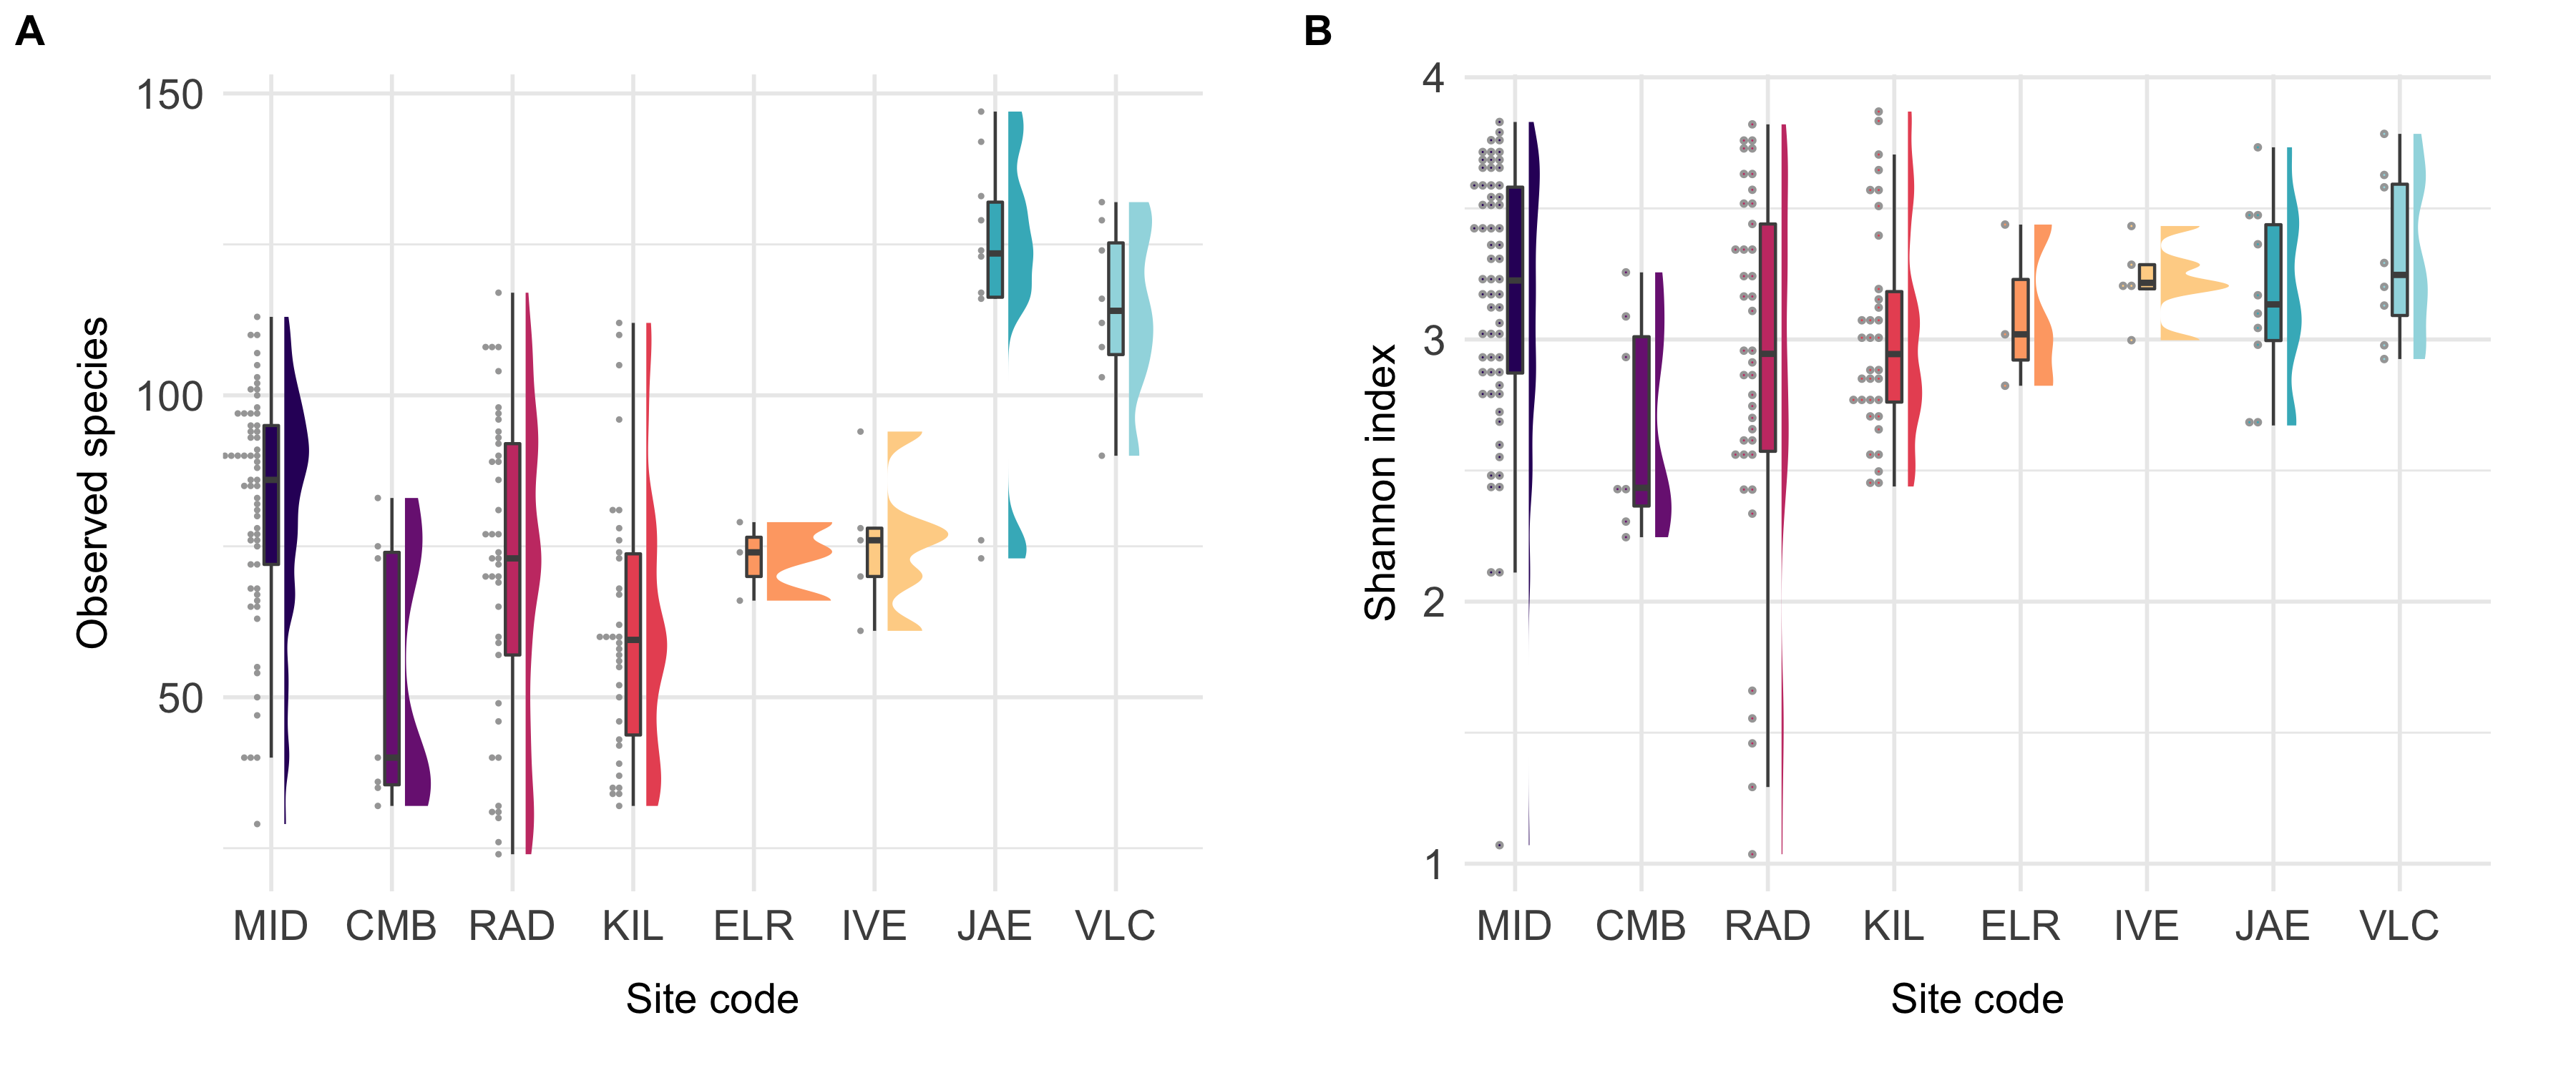 A
Observed species
150
100
50
MID CMB RAD KIL ELR IVE JAE VLC
Site code
B
Shannon index
4
3
2
1
MID CMB RAD KIL ELR IVE JAE VLC
Site code